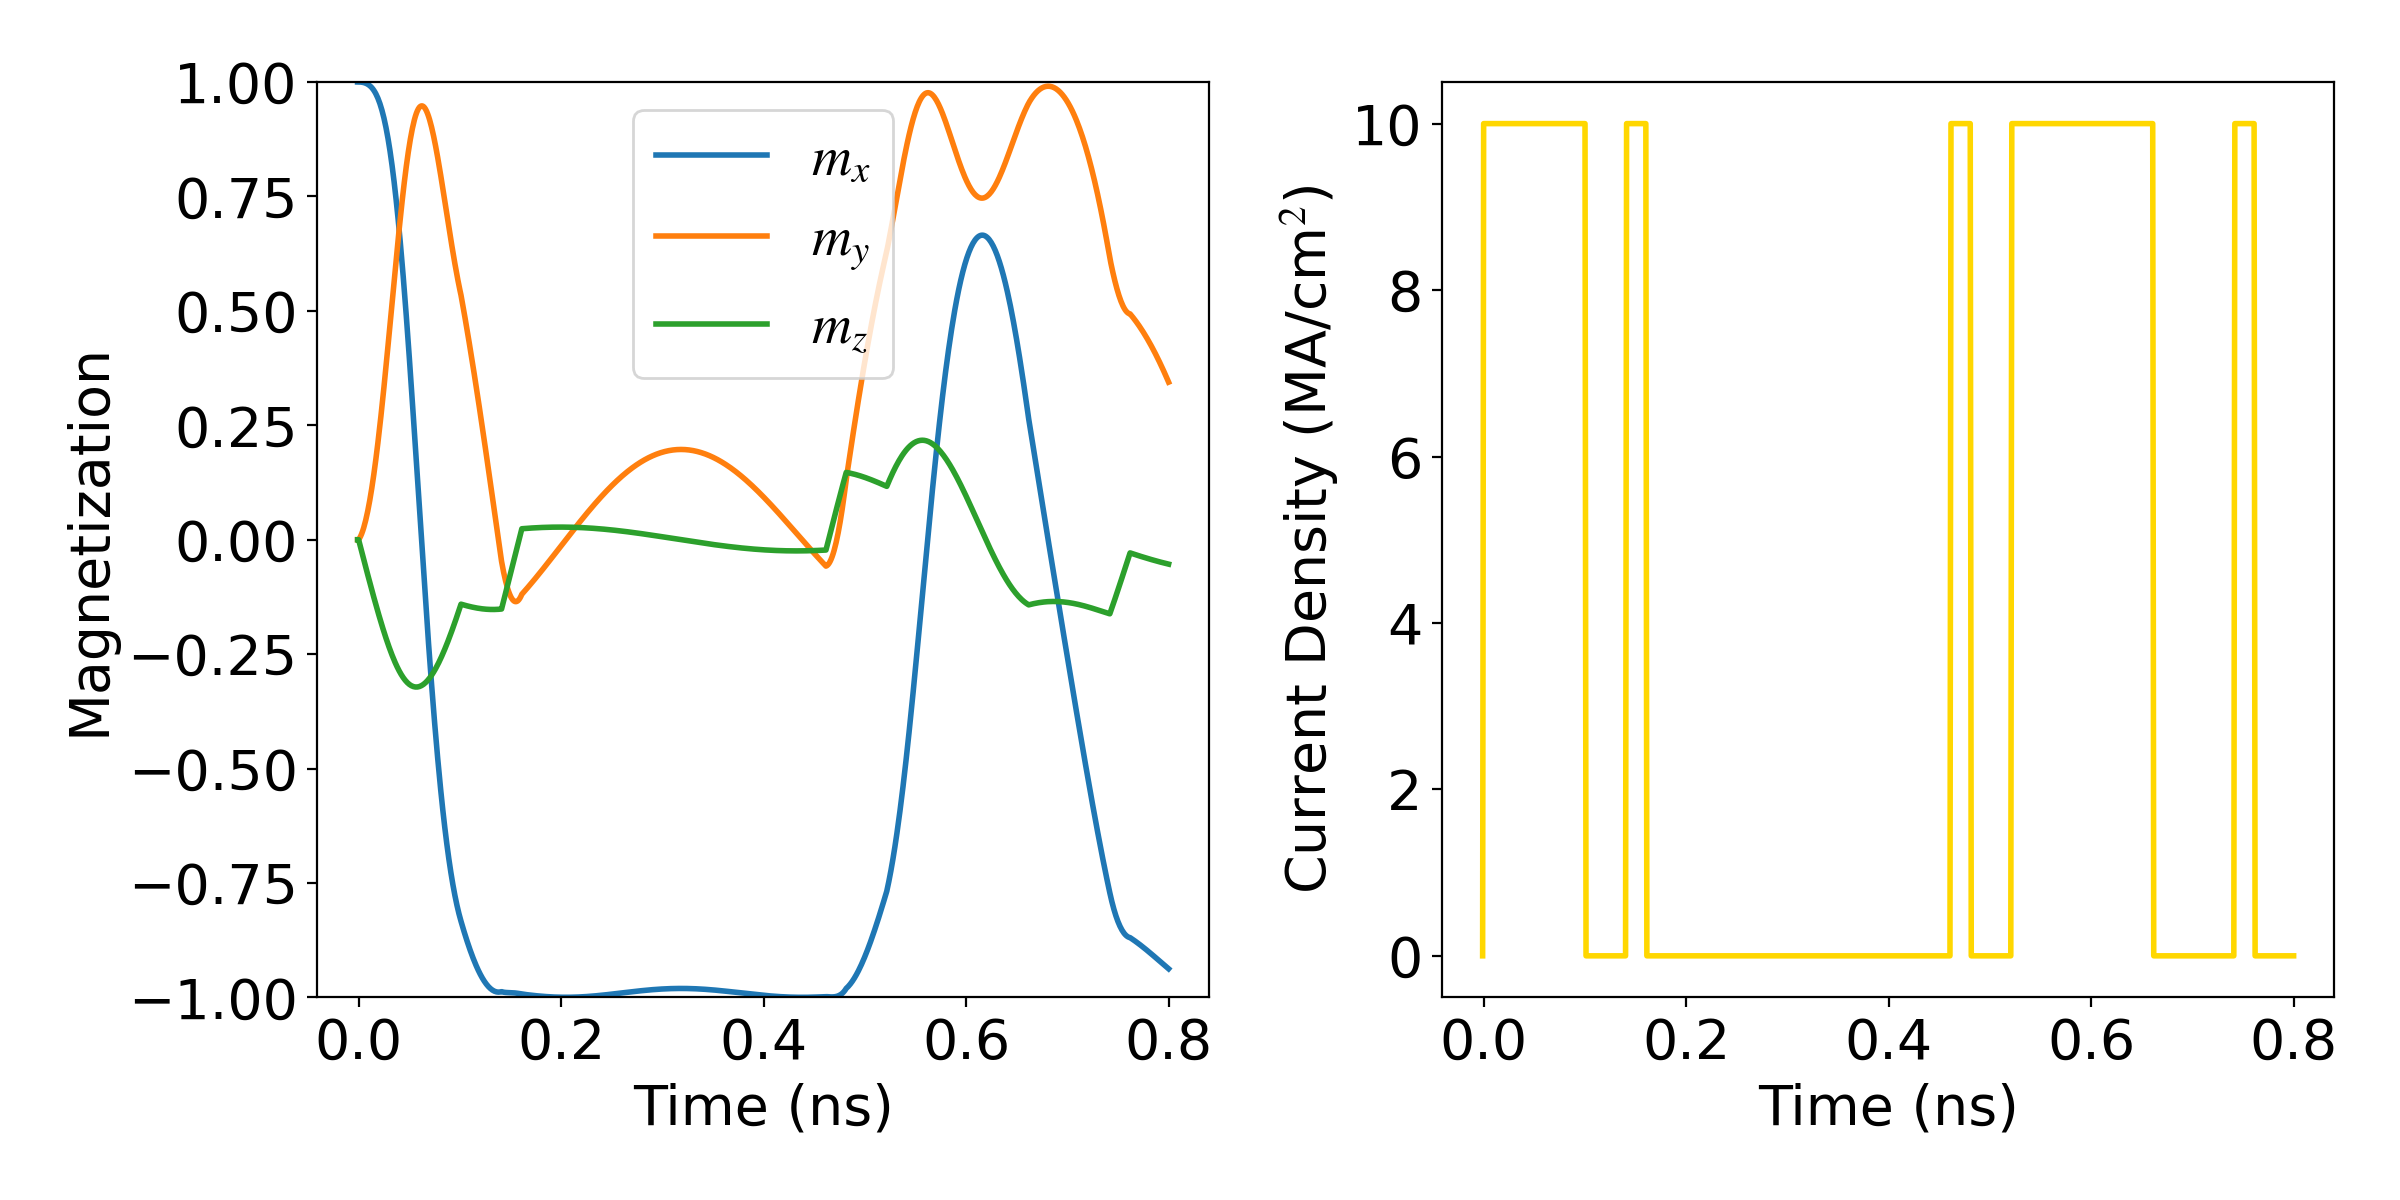 1.00
0.75
0.50
0.25
0.00
−0.25
−0.50
−0.75
−1.00
Magnetization
0.0 0.2 0.4 0.6 0.8
Time (ns)
m_x
m_y
m_z
10
8
6
4
2
0
Current Density (MA/cm²)
0.0 0.2 0.4 0.6 0.8
Time (ns)